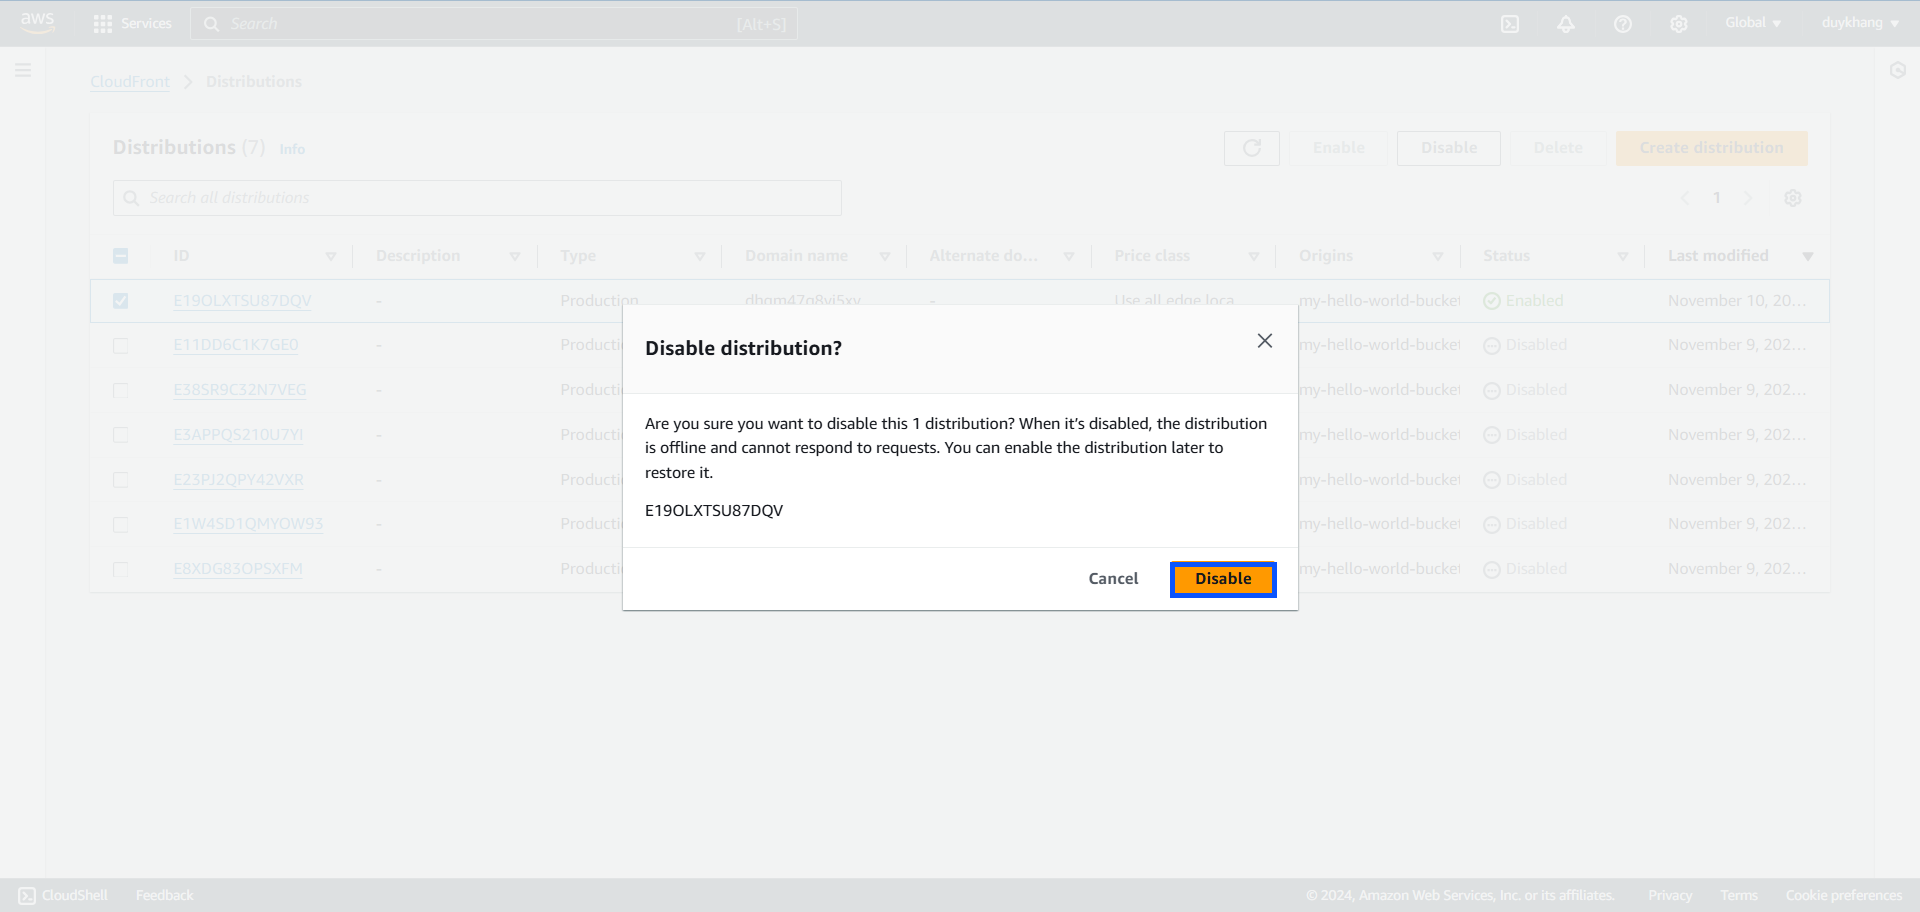 aws Services Search [Alt+S] Global duykhang
CloudFront Distributions
Distributions (7) Info Enable Disable Delete Create distribution
Search all distributions 1
ID Description Type Domain name Alternate do... Price class Origins Status Last modified
E19OLXTSU87DQV - Production - Use all edge loca my-hello-world-bucket Enabled November 10, 20...
E11DD6C1K7GE0 - Producti my-hello-world-bucket Disabled November 9, 202...
E38SR9C32N7VEG - Producti my-hello-world-bucket Disabled November 9, 202...
E3APPQS210U7YI - Producti my-hello-world-bucket Disabled November 9, 202...
E23PJ2QPY42VXR - Producti my-hello-world-bucket Disabled November 9, 202...
E1W4SD1QMYOW93 - Producti my-hello-world-bucket Disabled November 9, 202...
E8XDG83OPSXFM - Producti my-hello-world-bucket Disabled November 9, 202...
Disable distribution?
Are you sure you want to disable this 1 distribution? When it's disabled, the distribution
is offline and cannot respond to requests. You can enable the distribution later to
restore it.
E19OLXTSU87DQV
Cancel Disable
CloudShell Feedback © 2024, Amazon Web Services, Inc. or its affiliates. Privacy Terms Cookie preferences